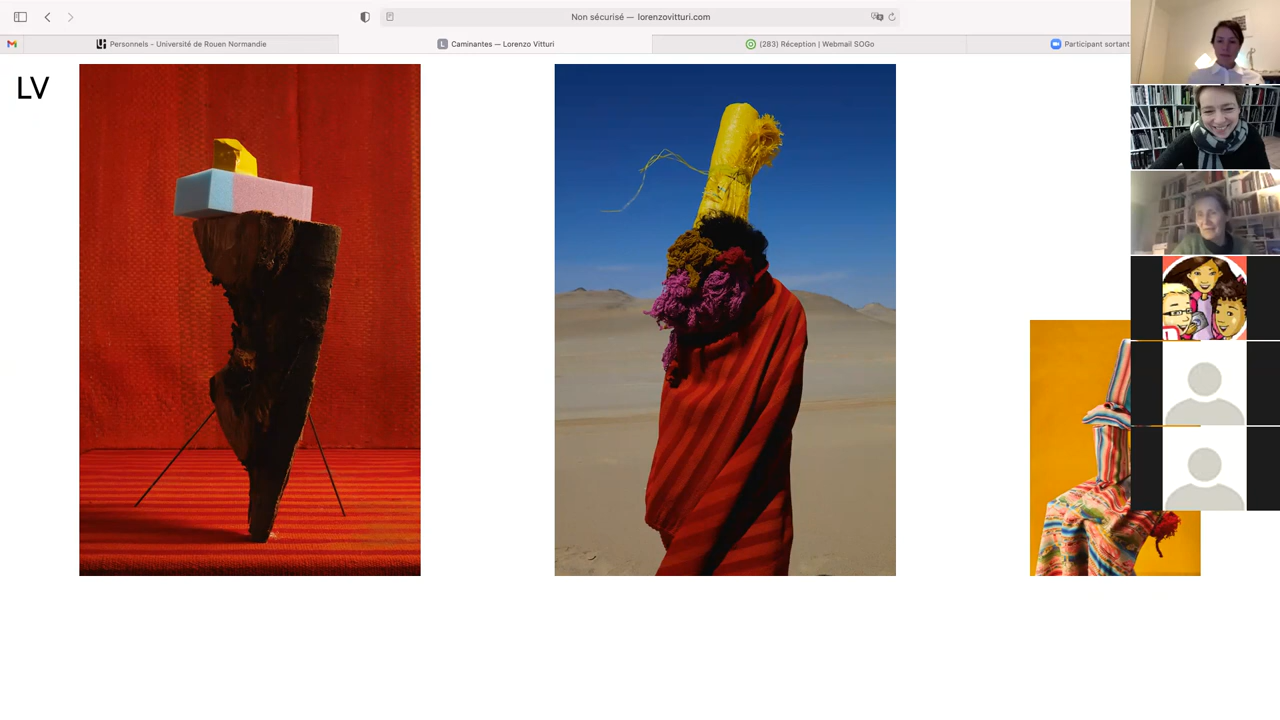 Non sécurisé — lorenzovitturi.com
Personnels - Université de Rouen Normandie
L Caminantes — Lorenzo Vitturi
(283) Réception | Webmail SOGo
Participant sortant
LV